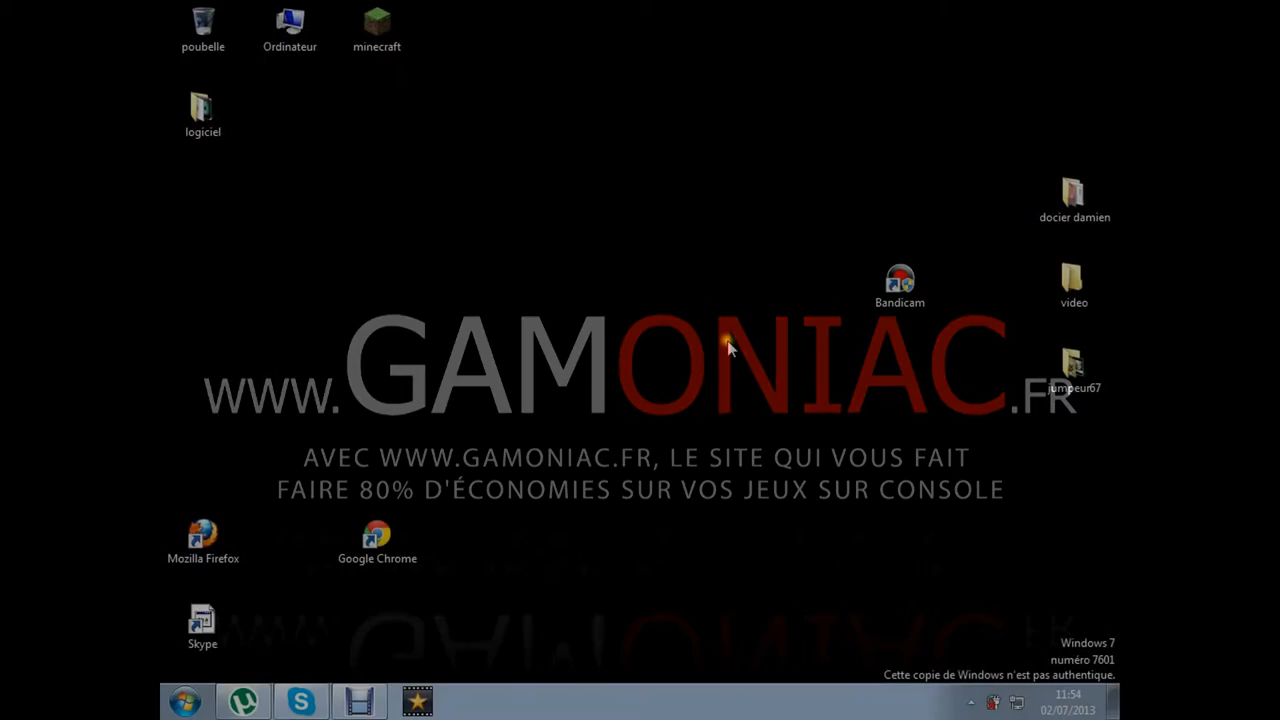 poubelle
Ordinateur
minecraft
logiciel
docier damien
Bandicam
video
jumpeur67
WWW.GAMONIAC.FR
AVEC WWW.GAMONIAC.FR, LE SITE QUI VOUS FAIT
FAIRE 80% D'ÉCONOMIES SUR VOS JEUX SUR CONSOLE
Mozilla Firefox
Google Chrome
Skype
Windows 7
numéro 7601
Cette copie de Windows n'est pas authentique.
11:54
02/07/2013